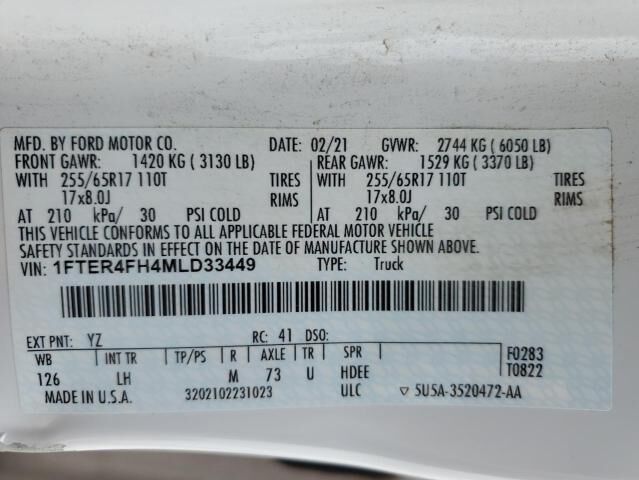 MFD. BY FORD MOTOR CO. DATE: 02/21 GVWR: 2744 KG ( 6050 LB)
FRONT GAWR: 1420 KG ( 3130 LB) REAR GAWR: 1529 KG ( 3370 LB)
WITH 255/65R17 110T TIRES WITH 255/65R17 110T TIRES
17x8.0J RIMS 17x8.0J RIMS
AT 210 kPa/ 30 PSI COLD AT 210 kPa/ 30 PSI COLD
THIS VEHICLE CONFORMS TO ALL APPLICABLE FEDERAL MOTOR VEHICLE
SAFETY STANDARDS IN EFFECT ON THE DATE OF MANUFACTURE SHOWN ABOVE.
VIN: 1FTER4FH4MLD33449 TYPE: Truck
EXT PNT: YZ RC: 41 DSO:
WB INT TR TP/PS R AXLE TR SPR F0283
126 LH M 73 U HDEE T0822
MADE IN U.S.A. 3202102231023 ULC 5U5A-3520472-AA